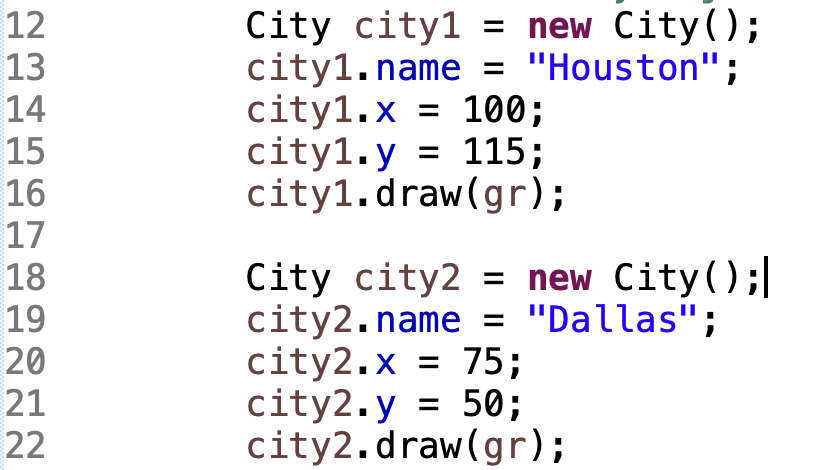 12 City city1 = new City();
13 city1.name = "Houston";
14 city1.x = 100;
15 city1.y = 115;
16 city1.draw(gr);
17
18 City city2 = new City();
19 city2.name = "Dallas";
20 city2.x = 75;
21 city2.y = 50;
22 city2.draw(gr);